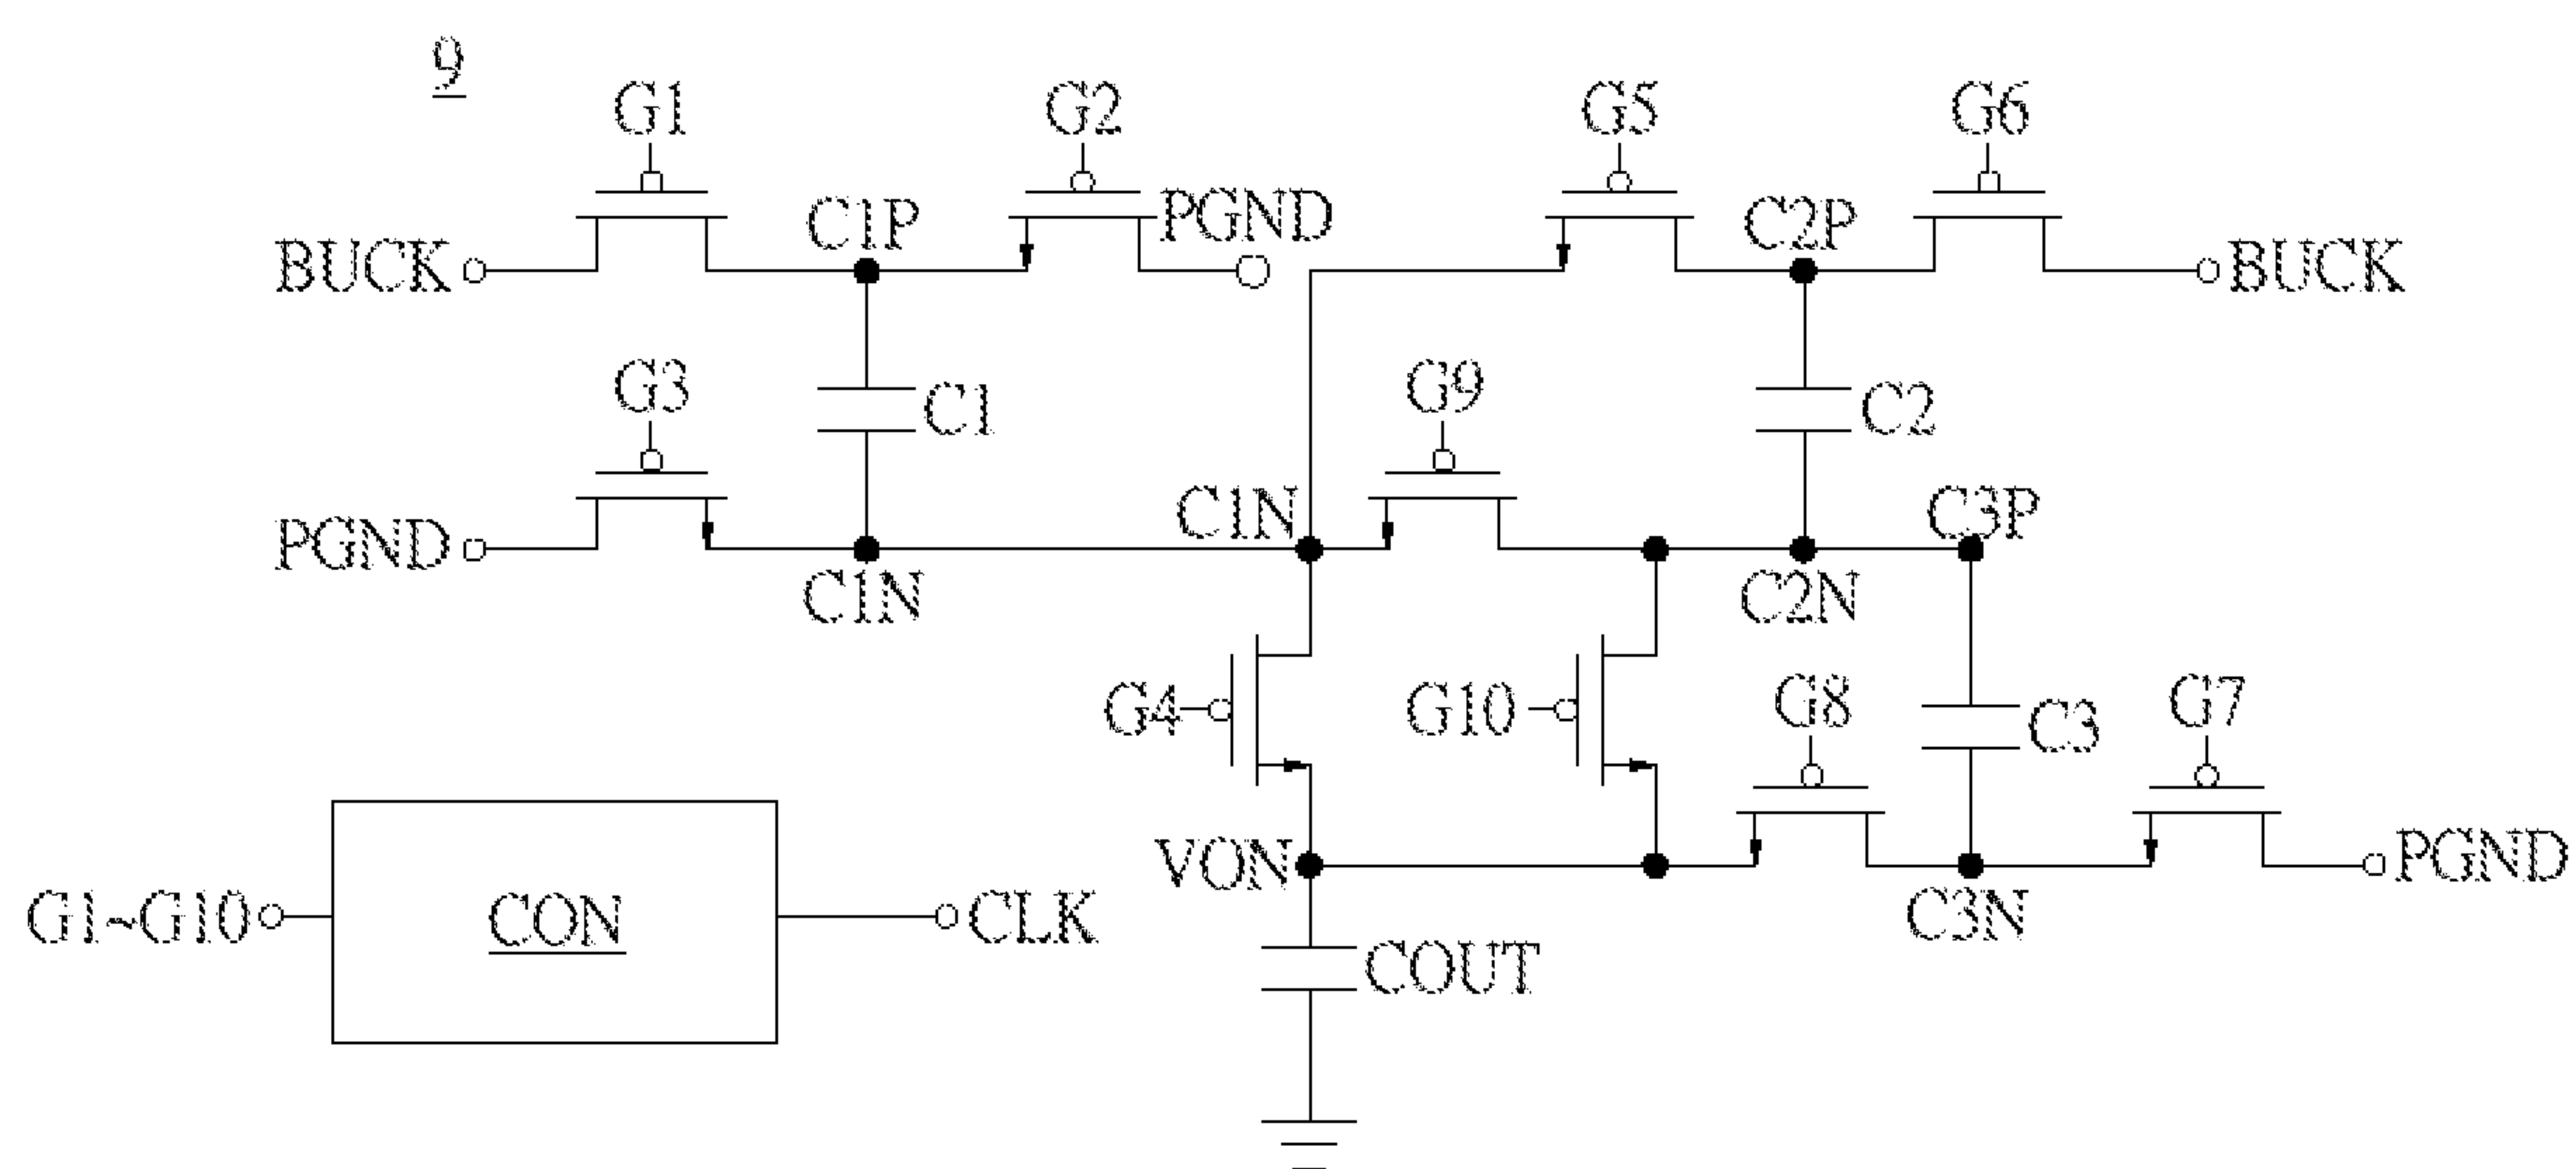 9
G1
G2
G5
G6
BUCK
C1P
PGND
C2P
BUCK
G3
C1
G9
C2
PGND
C1N
C1N
C2N
C3P
G4
G10
G8
C3
G7
VON
C3N
PGND
G1~G10
CON
CLK
COUT